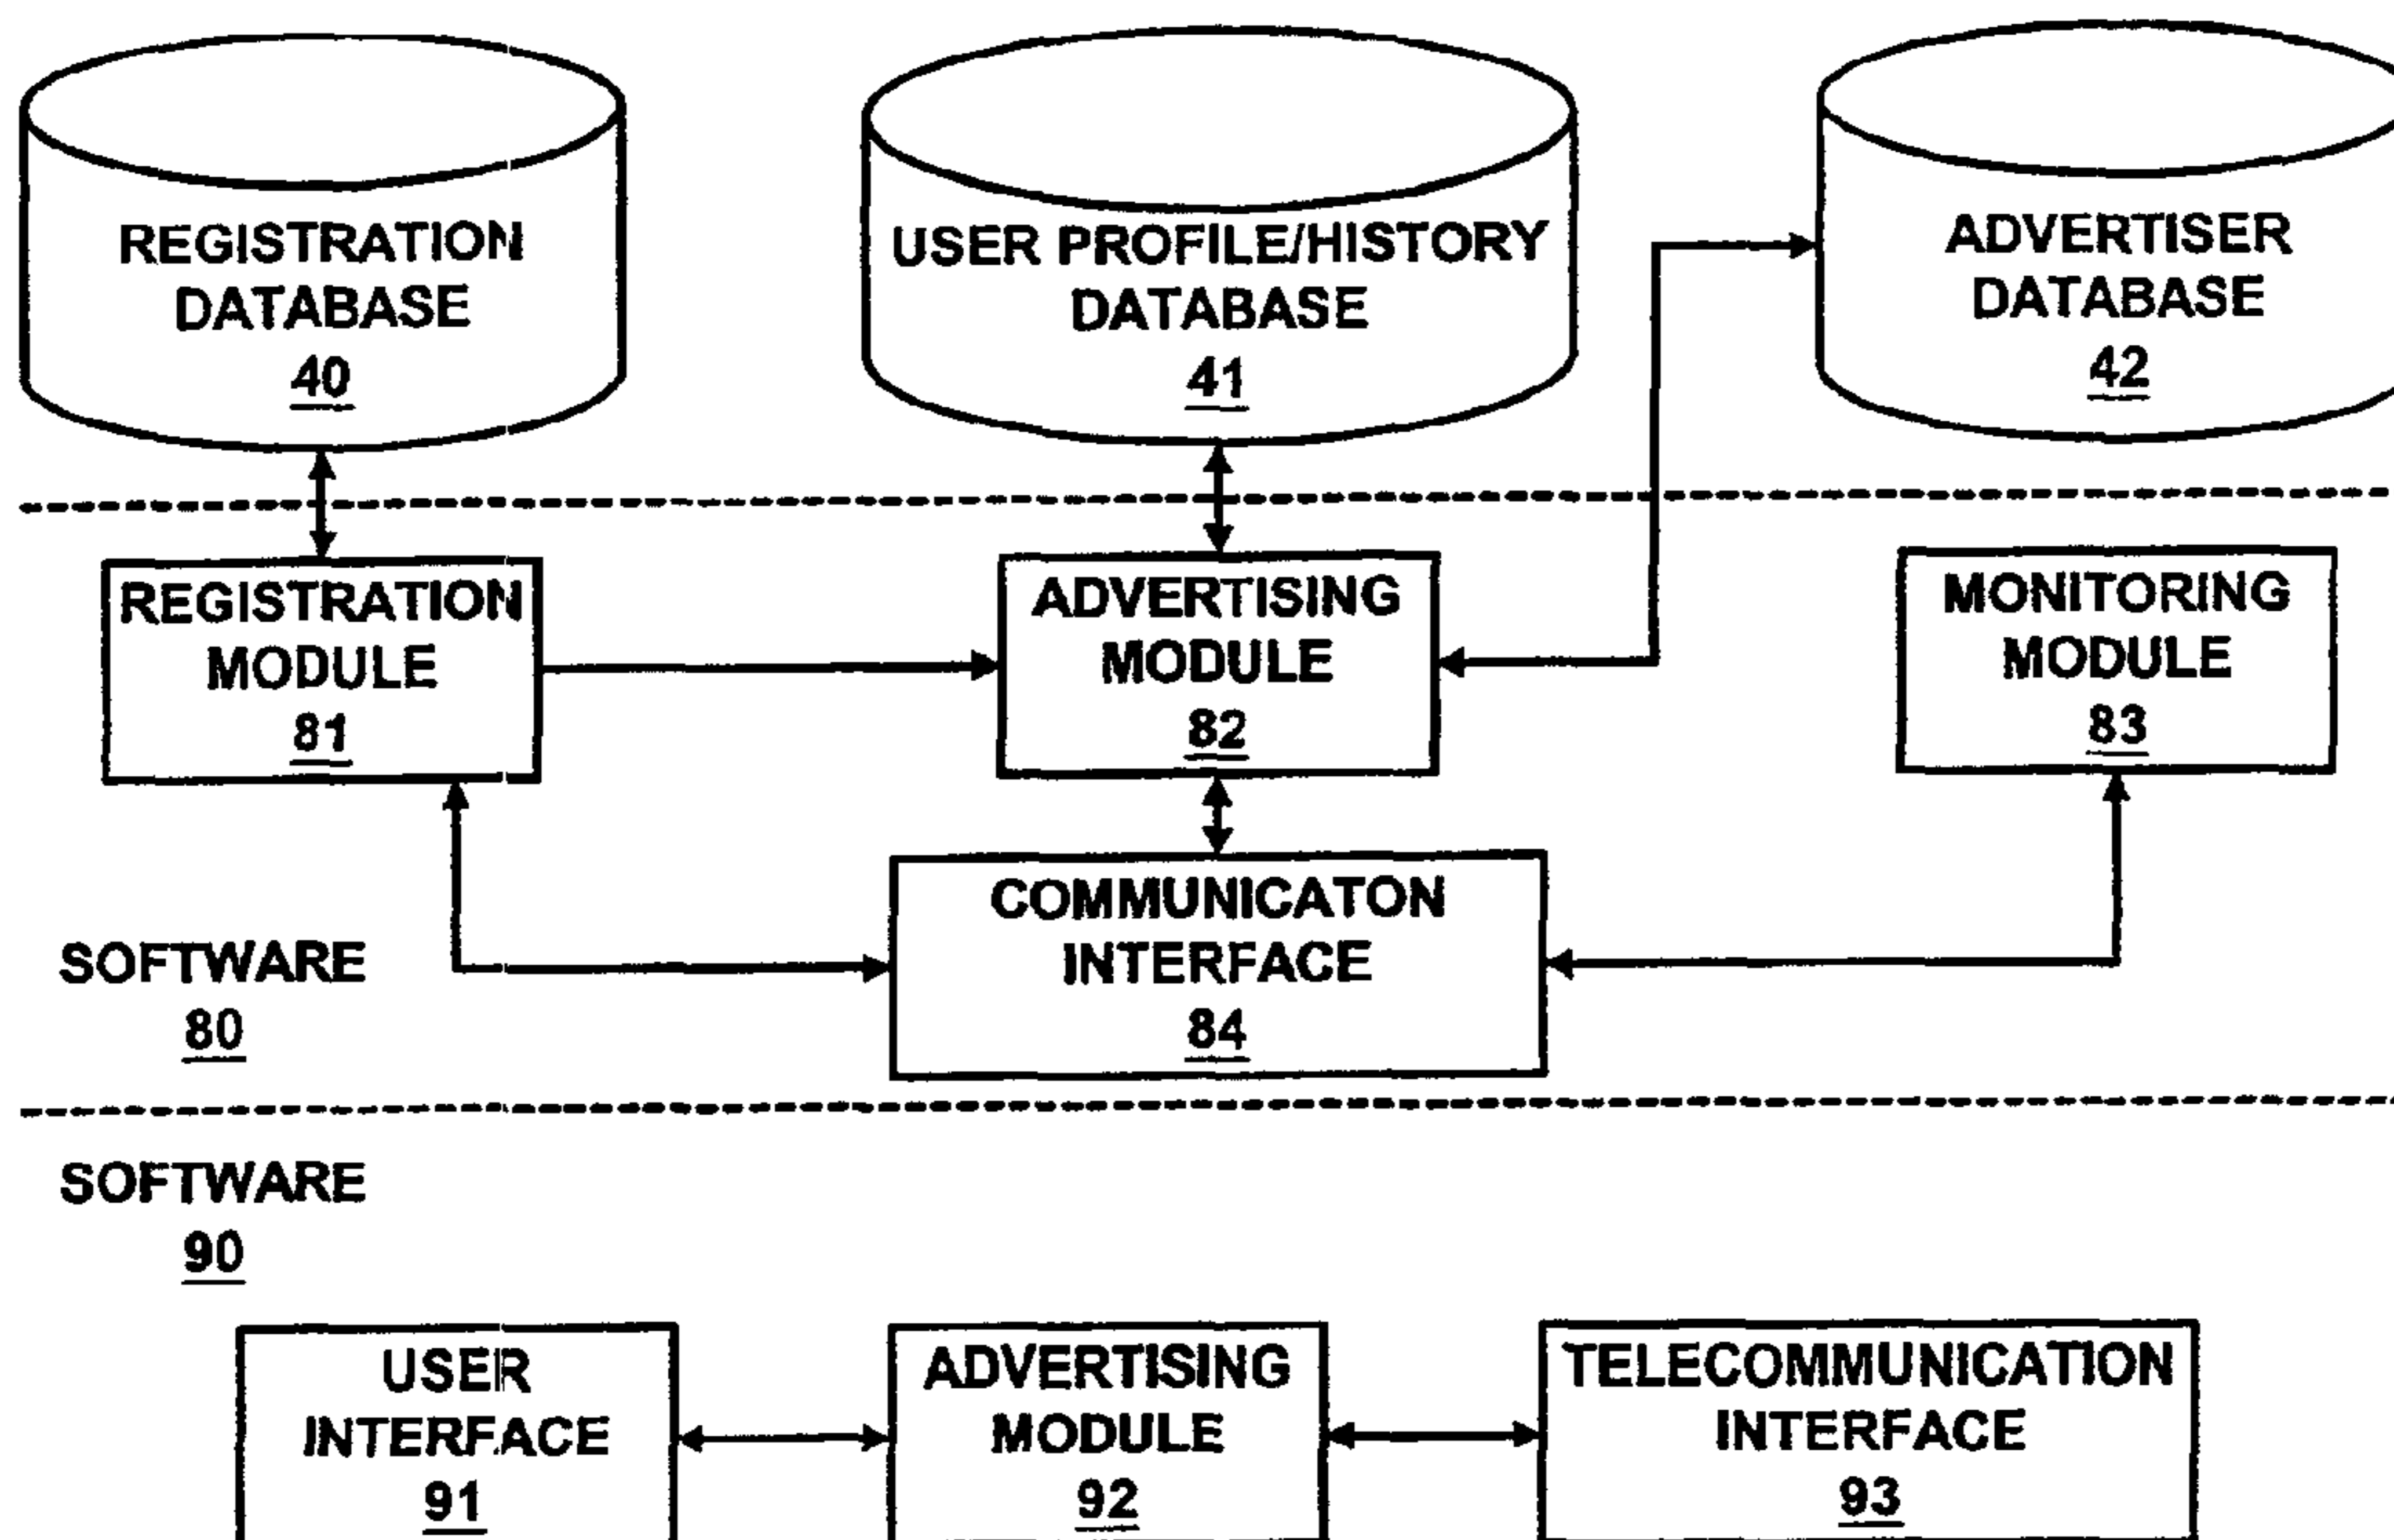 REGISTRATION
DATABASE
40
USER PROFILE/HISTORY
DATABASE
41
ADVERTISER
DATABASE
42
REGISTRATION
MODULE
81
ADVERTISING
MODULE
82
MONITORING
MODULE
83
COMMUNICATON
INTERFACE
84
SOFTWARE
80
SOFTWARE
90
USER
INTERFACE
91
ADVERTISING
MODULE
92
TELECOMMUNICATION
INTERFACE
93